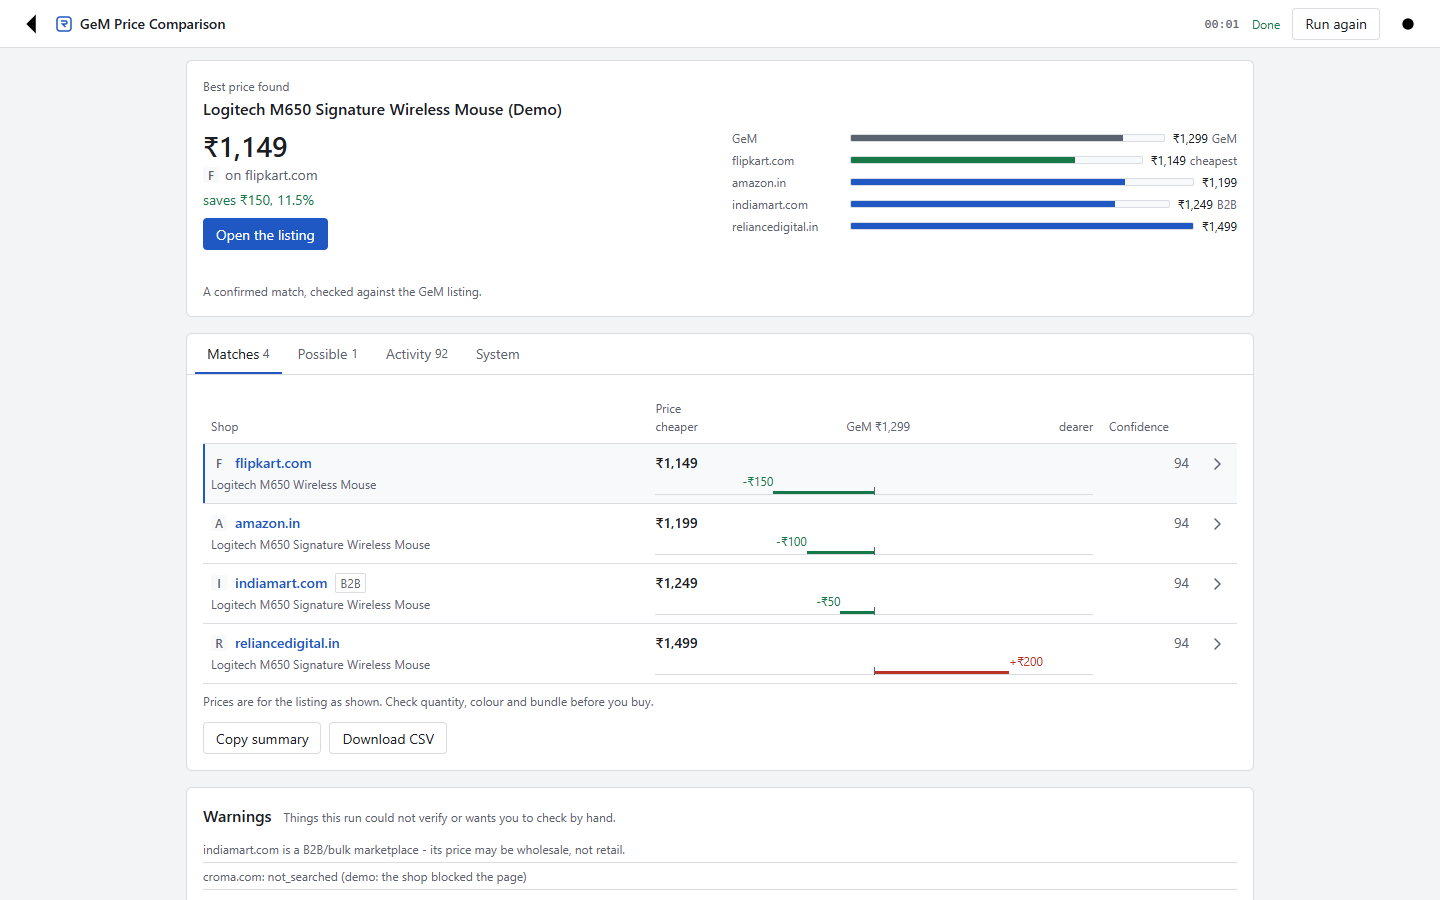 GeM Price Comparison
00:01 Done Run again
Best price found
Logitech M650 Signature Wireless Mouse (Demo)
₹1,149
F on flipkart.com
saves ₹150, 11.5%
Open the listing
A confirmed match, checked against the GeM listing.
GeM ₹1,299 GeM
flipkart.com ₹1,149 cheapest
amazon.in ₹1,199
indiamart.com ₹1,249 B2B
reliancedigital.in ₹1,499
Matches 4 Possible 1 Activity 92 System
Shop Price cheaper GeM ₹1,299 dearer Confidence
F flipkart.com ₹1,149 94
Logitech M650 Wireless Mouse -₹150
A amazon.in ₹1,199 94
Logitech M650 Signature Wireless Mouse -₹100
I indiamart.com B2B ₹1,249 94
Logitech M650 Signature Wireless Mouse -₹50
R reliancedigital.in ₹1,499 94
Logitech M650 Signature Wireless Mouse +₹200
Prices are for the listing as shown. Check quantity, colour and bundle before you buy.
Copy summary Download CSV
Warnings Things this run could not verify or wants you to check by hand.
indiamart.com is a B2B/bulk marketplace - its price may be wholesale, not retail.
croma.com: not_searched (demo: the shop blocked the page)